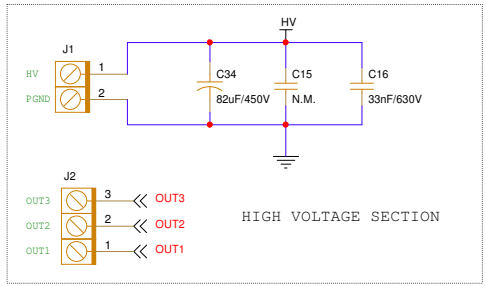 HV
J1
HV 1
PGND 2
C34
82uF/450V
C15
N.M.
C16
33nF/630V
J2
OUT3 3 OUT3
OUT2 2 OUT2
OUT1 1 OUT1
HIGH VOLTAGE SECTION